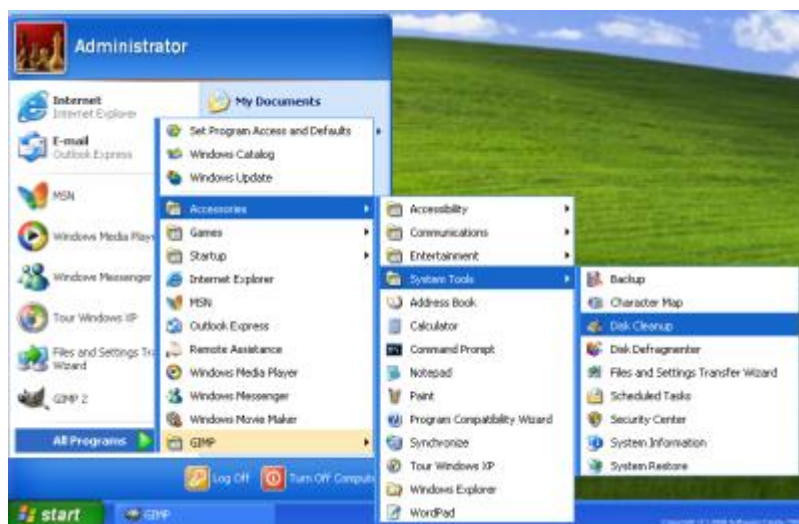 Administrator
Internet
Internet Explorer
E-mail
Outlook Express
MSN
Windows Media Play
Windows Messenger
Tour Windows XP
Files and Settings Tra
Wizard
GIMP 2
All Programs
My Documents
Set Program Access and Defaults
Windows Catalog
Windows Update
Accessories
Games
Startup
Internet Explorer
MSN
Outlook Express
Remote Assistance
Windows Media Player
Windows Messenger
Windows Movie Maker
GIMP
Accessibility
Communications
Entertainment
System Tools
Address Book
Calculator
Command Prompt
Notepad
Paint
Program Compatibility Wizard
Synchronize
Tour Windows XP
Windows Explorer
WordPad
Backup
Character Map
Disk Cleanup
Disk Defragmenter
Files and Settings Transfer Wizard
Scheduled Tasks
Security Center
System Information
System Restore
Log Off
Turn Off Compute
start
GIMP